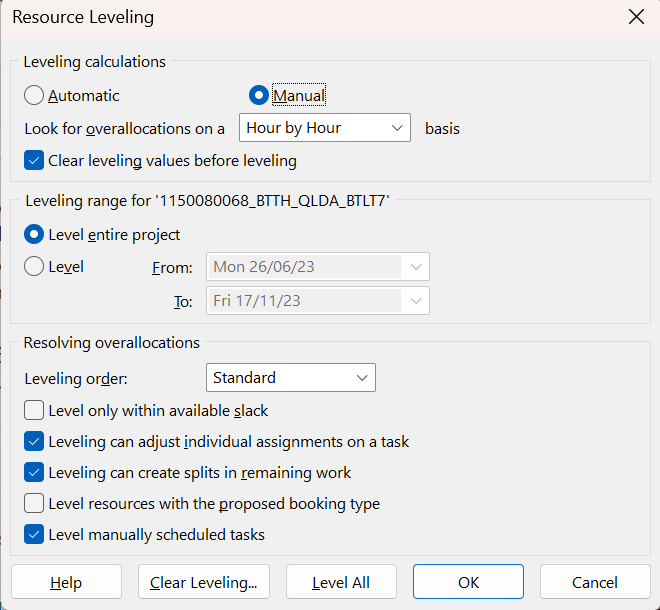 Resource Leveling
Leveling calculations
Automatic Manual
Look for overallocations on a Hour by Hour basis
Clear leveling values before leveling
Leveling range for '1150080068_BTTH_QLDA_BTLT7'
Level entire project
Level From: Mon 26/06/23
To: Fri 17/11/23
Resolving overallocations
Leveling order: Standard
Level only within available slack
Leveling can adjust individual assignments on a task
Leveling can create splits in remaining work
Level resources with the proposed booking type
Level manually scheduled tasks
Help Clear Leveling... Level All OK Cancel